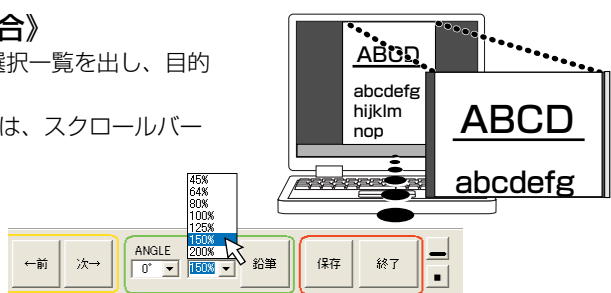 合》
選択一覧を出し、目的
は、スクロールバー
ABCD
abcdefg
hijklm
nop
ABCD
abcdefg
45%
64%
80%
100%
125%
150%
200%
←前 次→ ANGLE 0° 150% 鉛筆 保存 終了